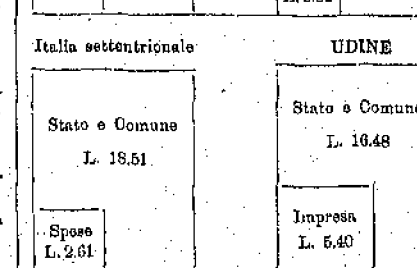 Italia settentrionale
UDINE
Stato e Comune
L. 18.51
Stato e Comune
L. 16.48
Spese
L. 2.61
Impresa
L. 5.40